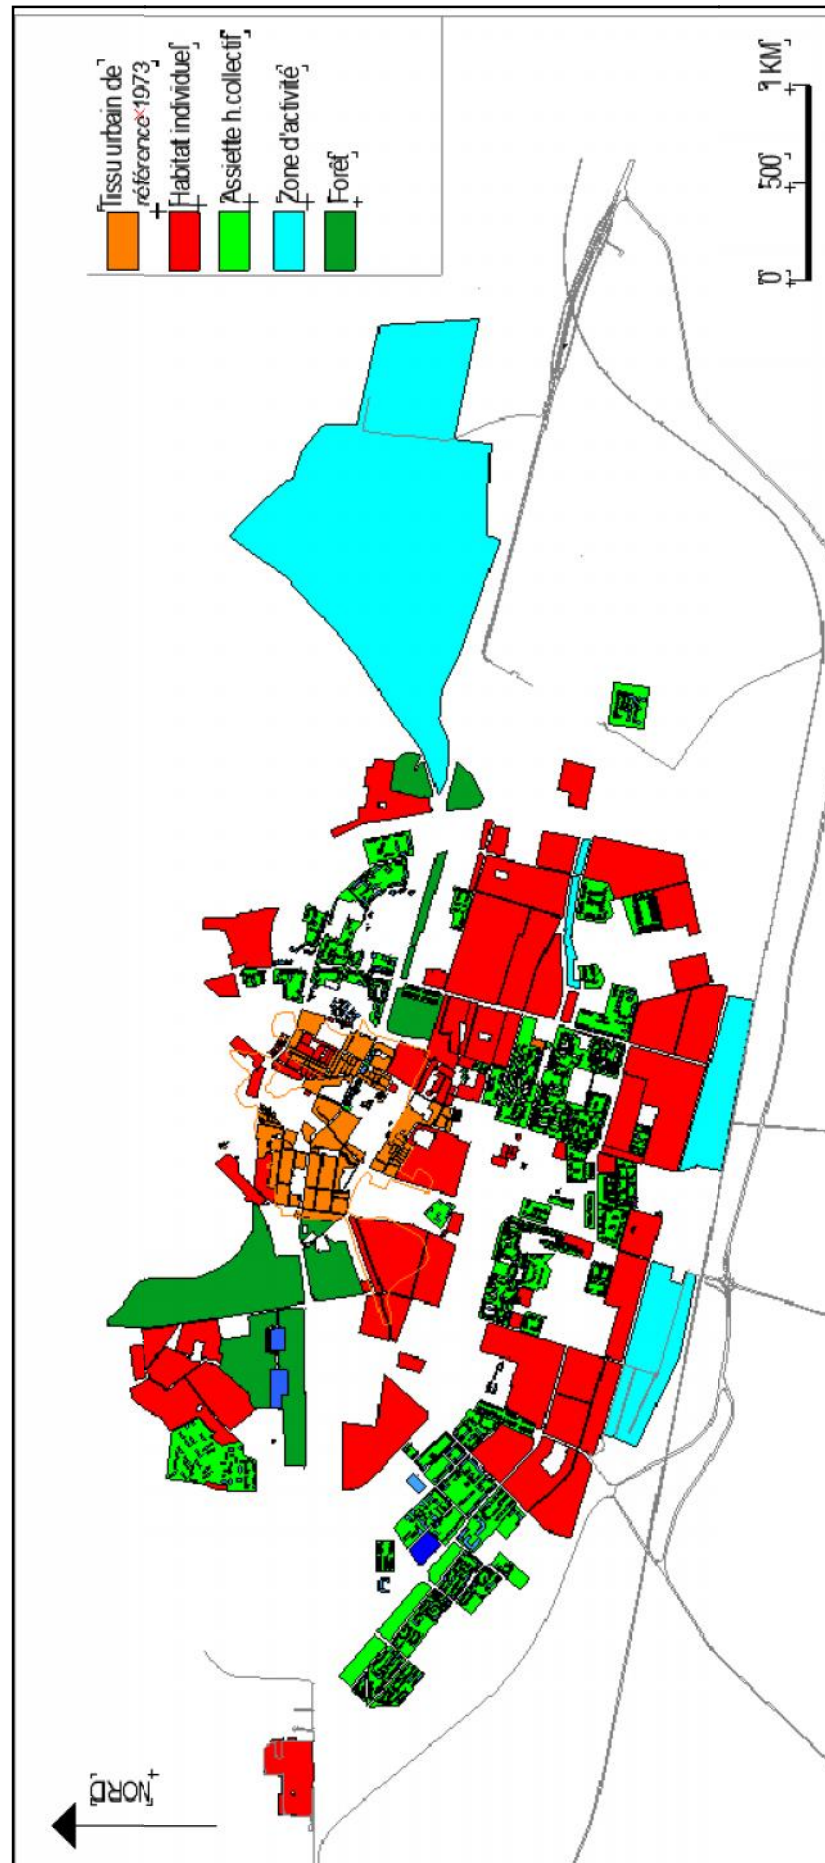 Tissu urbain de
référence 1973
Habitat individuel
Assiette h.collectif
Zone d'activité
Forêt
0 500 1 KM
NORD